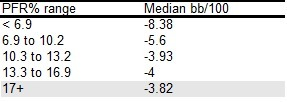 PFR% range Median bb/100
< 6.9 -8.38
6.9 to 10.2 -5.6
10.3 to 13.2 -3.93
13.3 to 16.9 -4
17+ -3.82